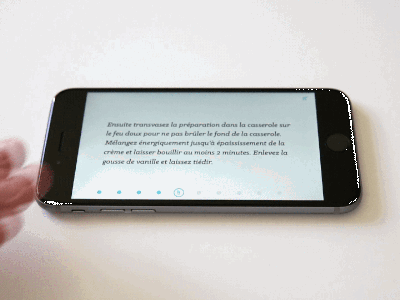 Ensuite transvasez la préparation dans la casserole sur
le feu doux pour ne pas brûler le fond de la casserole.
Mélangez énergiquement jusqu'à épaississement de la
crème et laisser bouillir au moins 2 minutes. Enlevez la
gousse de vanille et laissez tiédir.